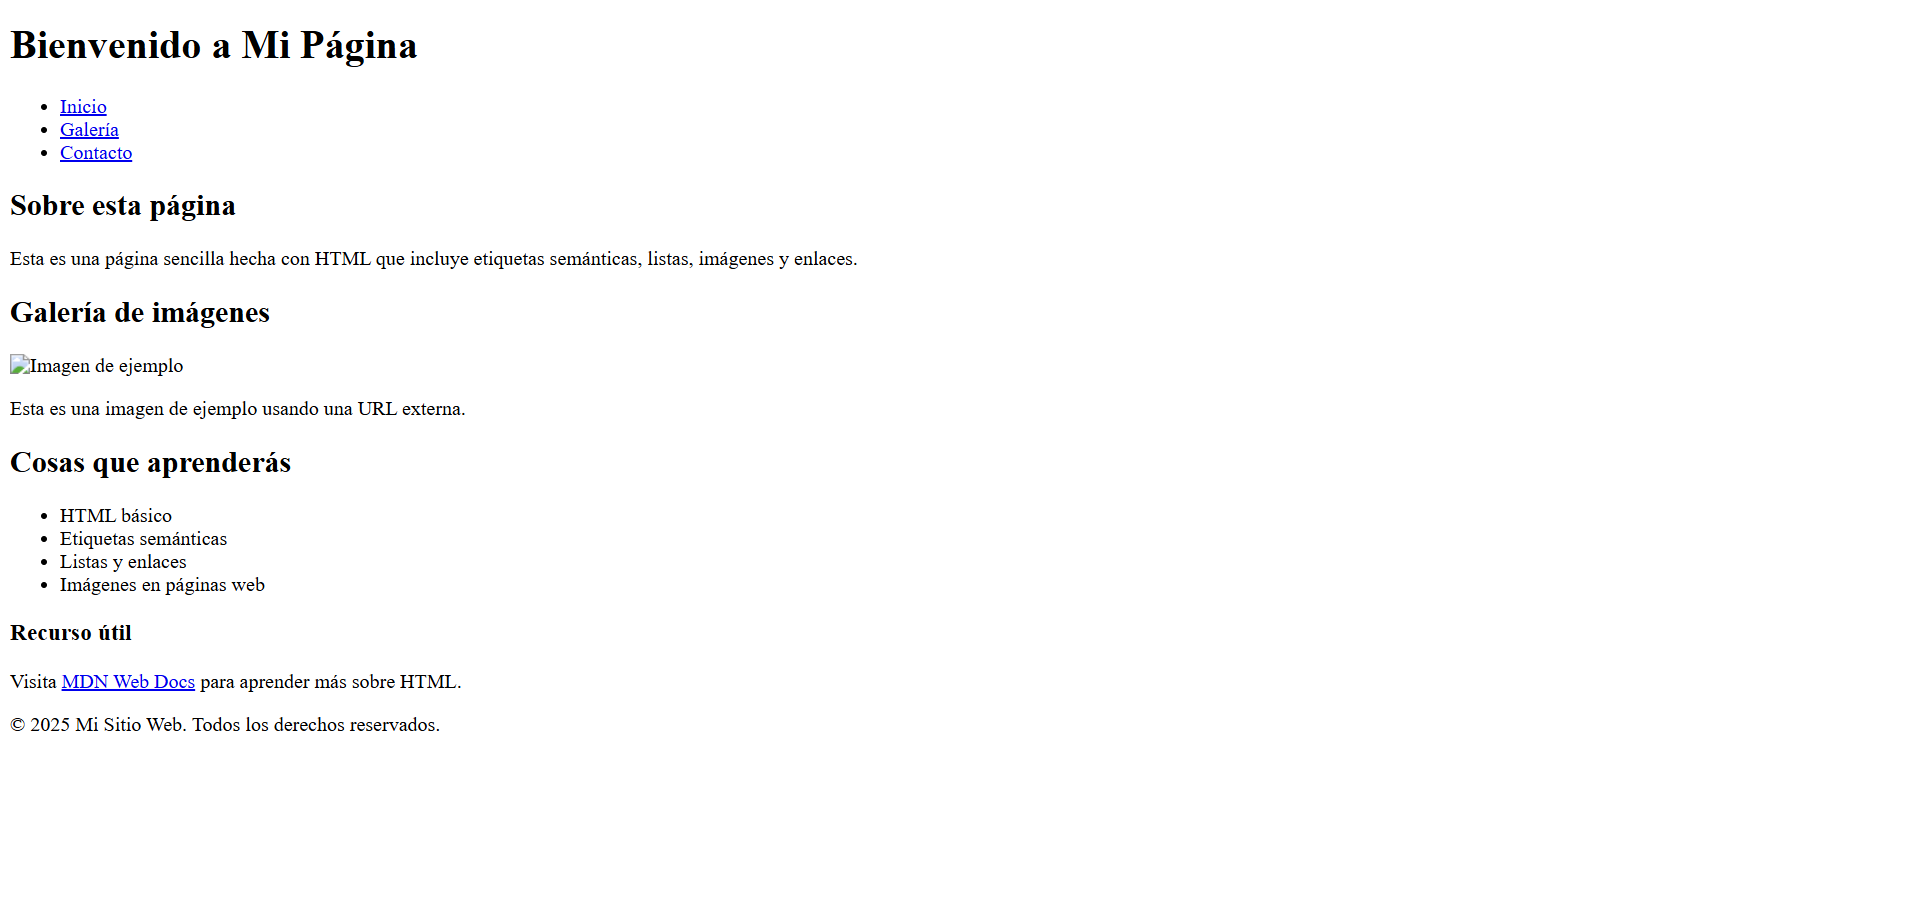 Bienvenido a Mi Página
Inicio
Galería
Contacto
Sobre esta página
Esta es una página sencilla hecha con HTML que incluye etiquetas semánticas, listas, imágenes y enlaces.
Galería de imágenes
Imagen de ejemplo
Esta es una imagen de ejemplo usando una URL externa.
Cosas que aprenderás
HTML básico
Etiquetas semánticas
Listas y enlaces
Imágenes en páginas web
Recurso útil
Visita MDN Web Docs para aprender más sobre HTML.
© 2025 Mi Sitio Web. Todos los derechos reservados.